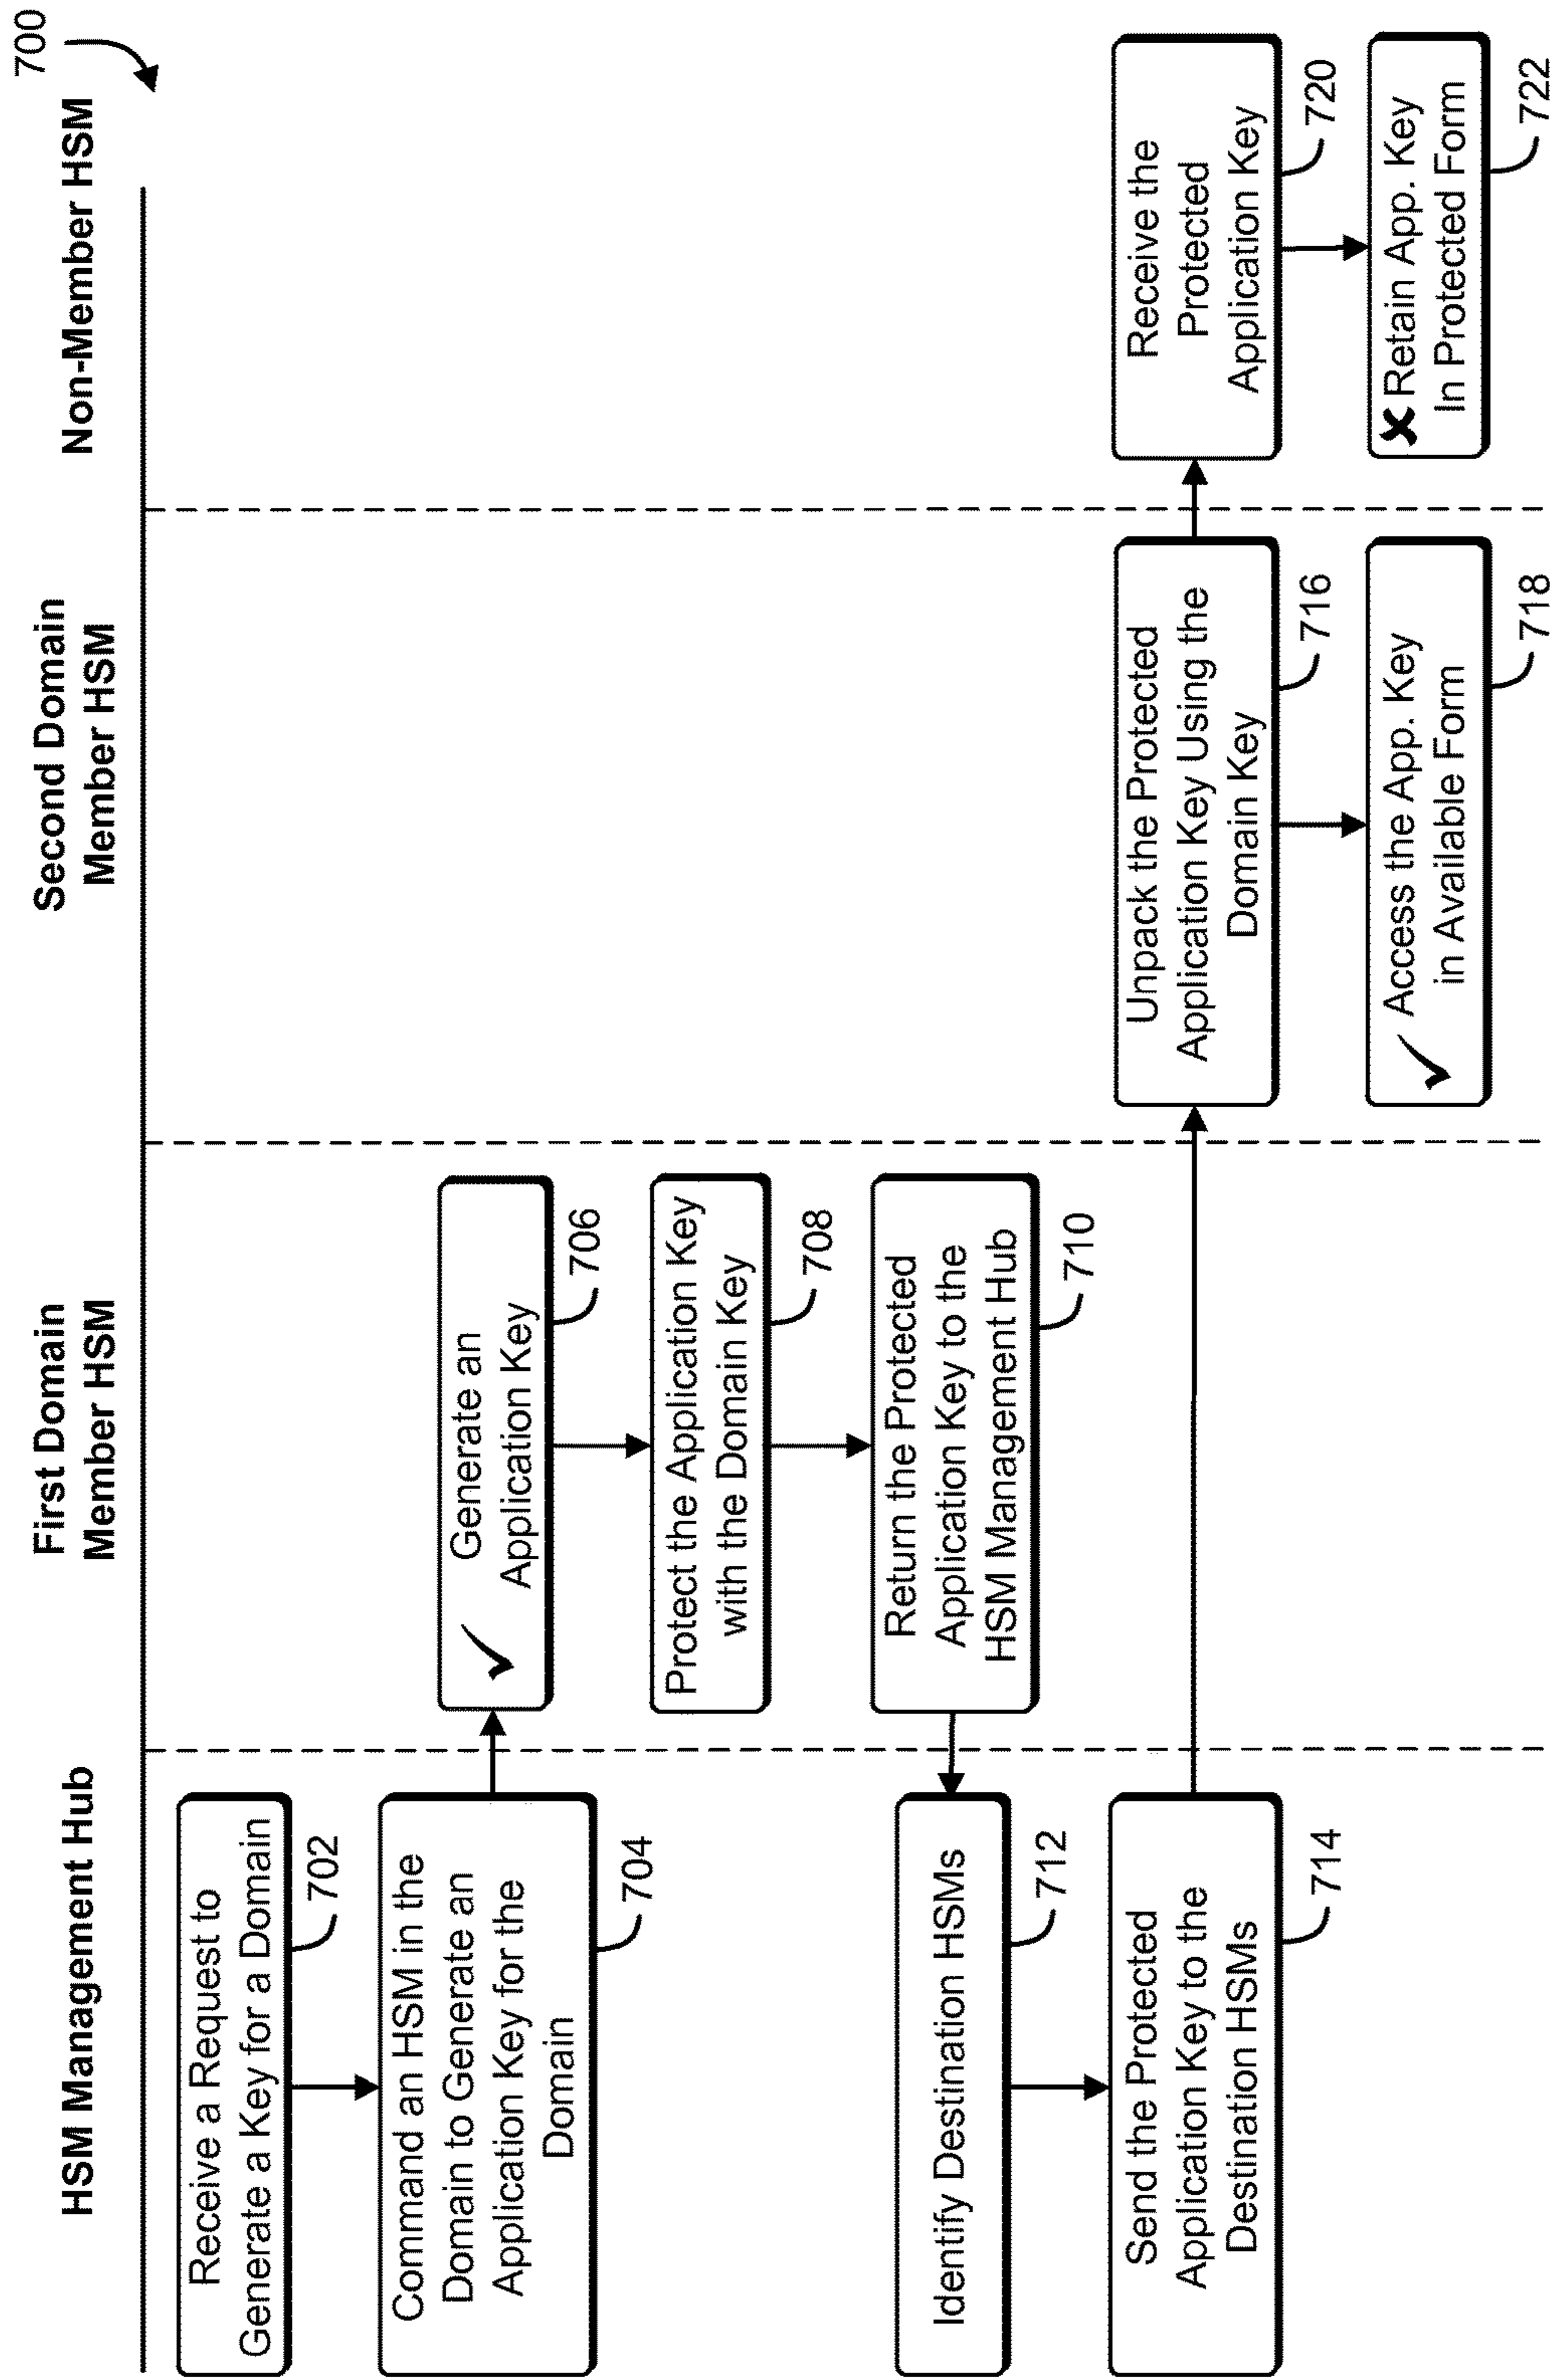 700
HSM Management Hub
First Domain
Member HSM
Second Domain
Member HSM
Non-Member HSM
Receive a Request to
Generate a Key for a Domain
702
Command an HSM in the
Domain to Generate an
Application Key for the
Domain
704
Generate an
Application Key
706
Protect the Application Key
with the Domain Key
708
Return the Protected
Application Key to the
HSM Management Hub
710
Identify Destination HSMs
712
Send the Protected
Application Key to the
Destination HSMs
714
Unpack the Protected
Application Key Using the
Domain Key
716
Access the App. Key
in Available Form
718
Receive the
Protected
Application Key
720
Retain App. Key
In Protected Form
722